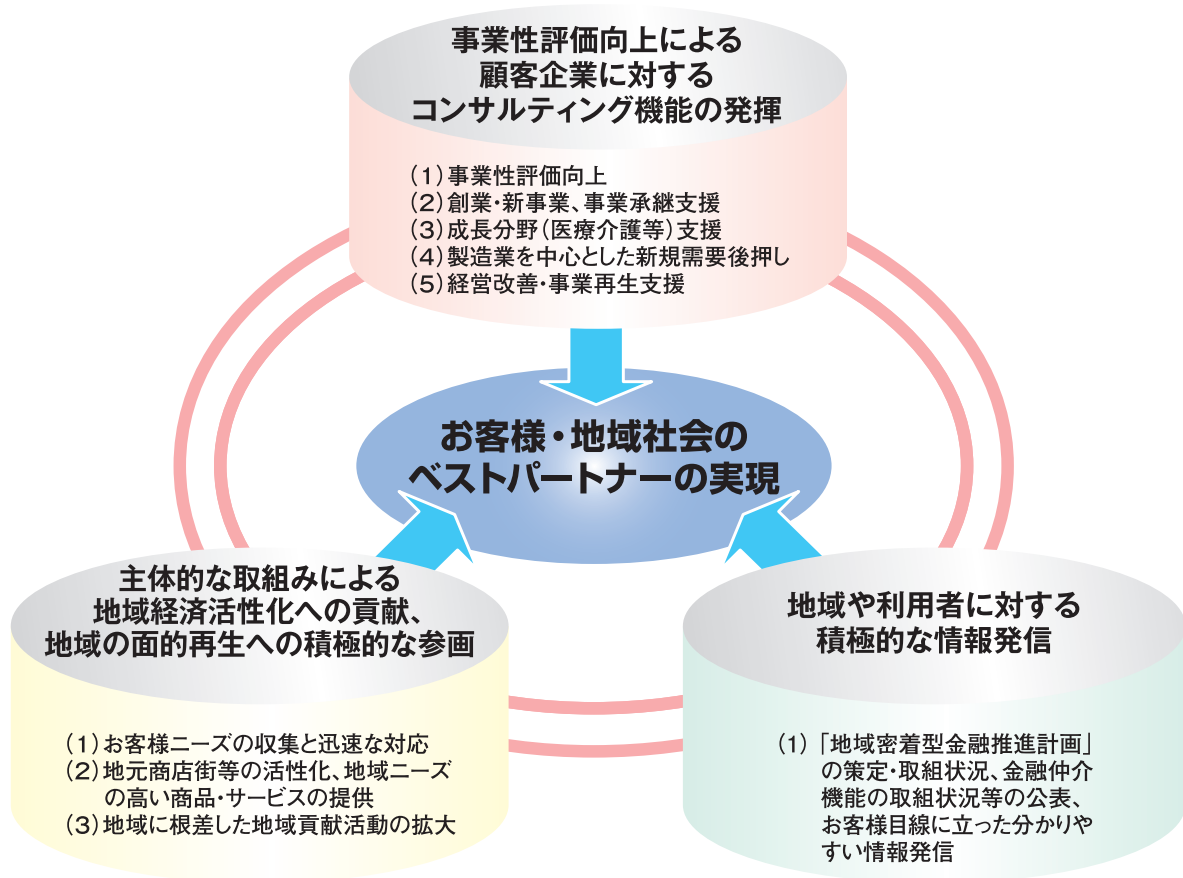 事業性評価向上による
顧客企業に対する
コンサルティング機能の発揮
（1）事業性評価向上
（2）創業・新事業、事業承継支援
（3）成長分野（医療介護等）支援
（4）製造業を中心とした新規需要後押し
（5）経営改善・事業再生支援
お客様・地域社会の
ベストパートナーの実現
主体的な取組みによる
地域経済活性化への貢献、
地域の面的再生への積極的な参画
（1）お客様ニーズの収集と迅速な対応
（2）地元商店街等の活性化、地域ニーズ
の高い商品・サービスの提供
（3）地域に根差した地域貢献活動の拡大
地域や利用者に対する
積極的な情報発信
（1）「地域密着型金融推進計画」
の策定・取組状況、金融仲介
機能の取組状況等の公表、
お客様目線に立った分かりや
すい情報発信